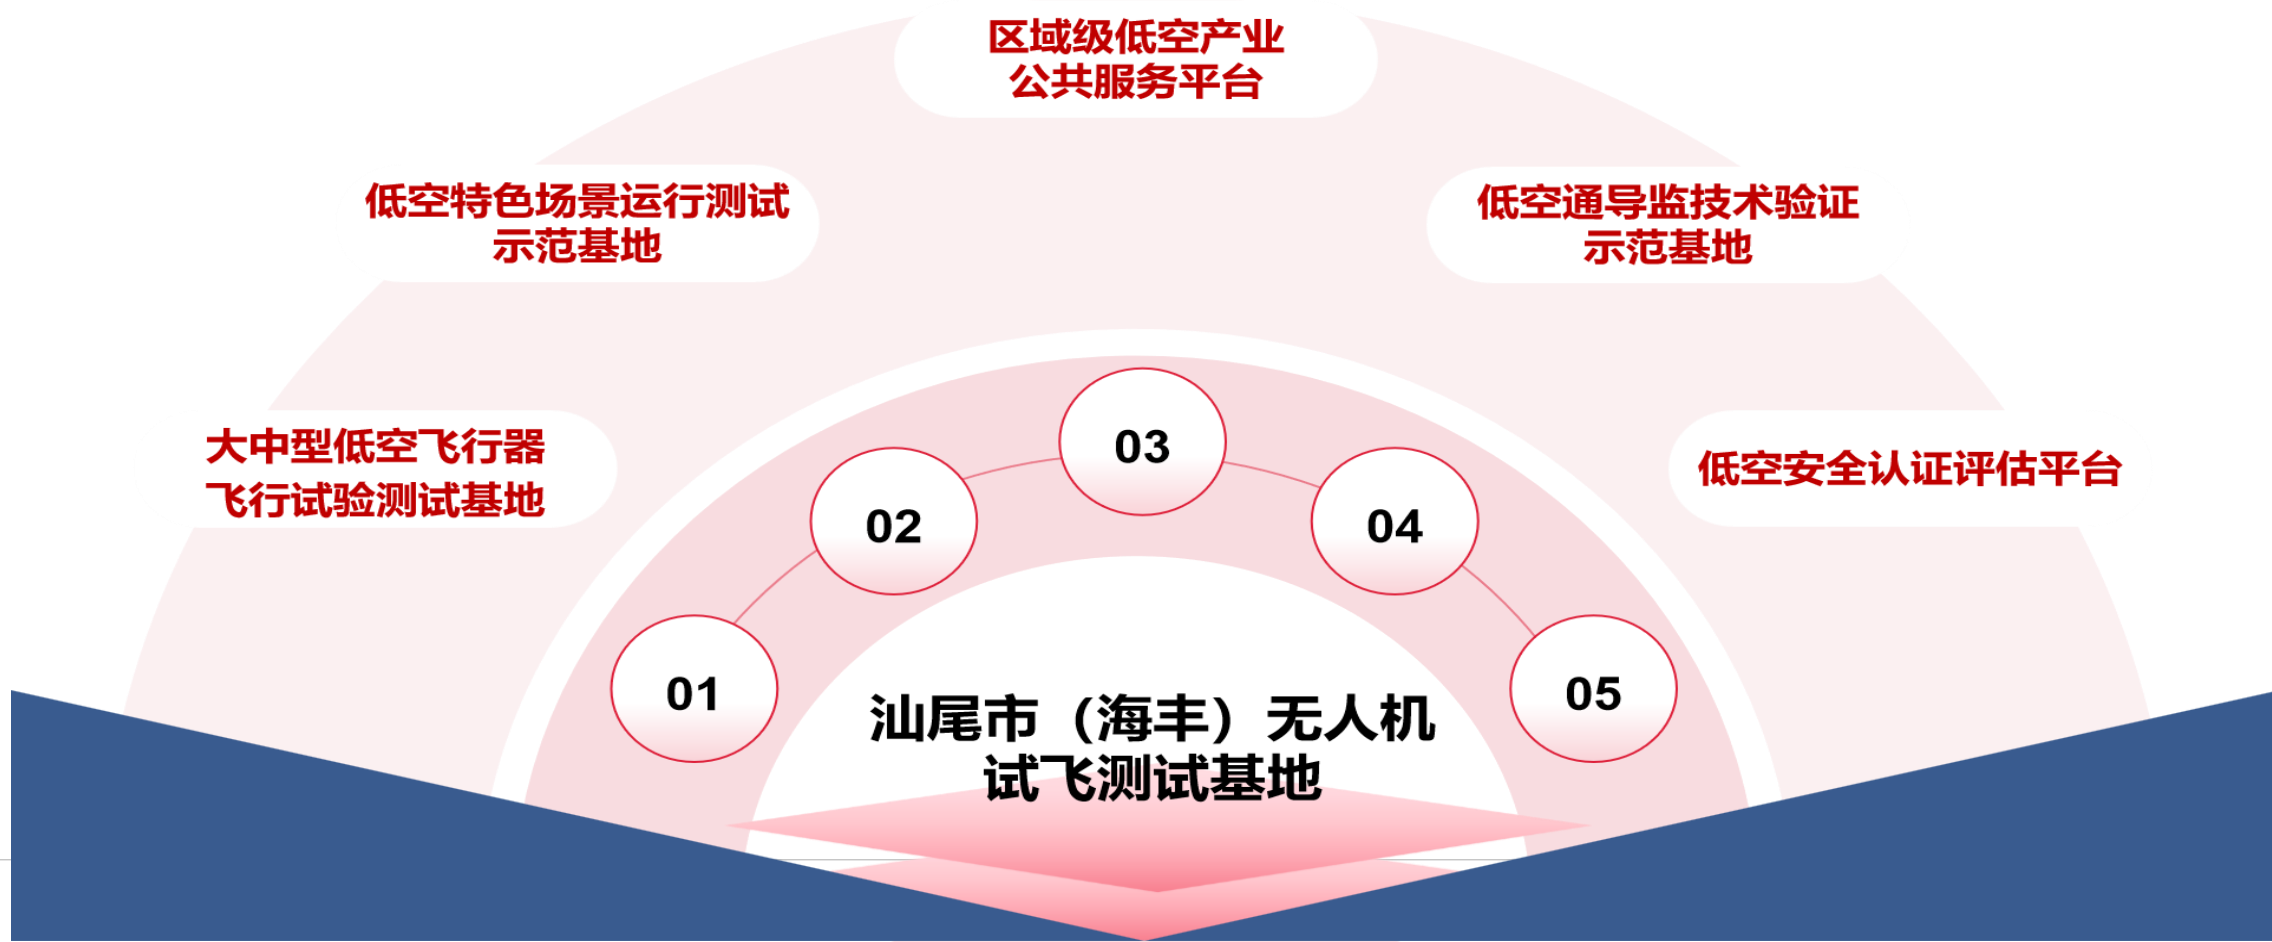 区域级低空产业
公共服务平台
低空特色场景运行测试
示范基地
低空通导监技术验证
示范基地
大中型低空飞行器
飞行试验测试基地
低空安全认证评估平台
03
02
04
01
05
汕尾市（海丰）无人机
试飞测试基地